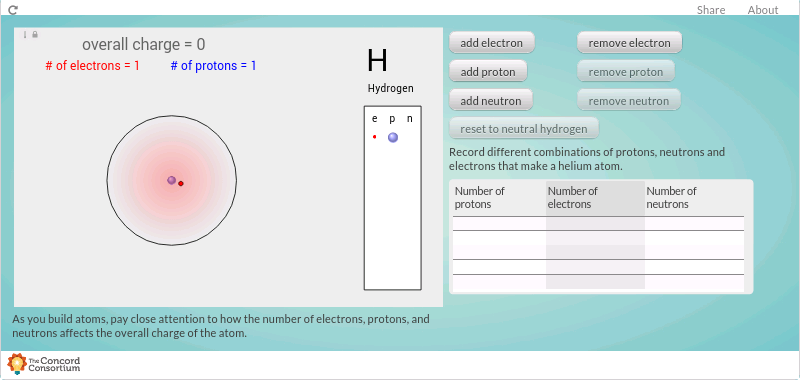 Share About
overall charge = 0
# of electrons = 1 # of protons = 1
H
Hydrogen
e p n
add electron remove electron
add proton remove proton
add neutron remove neutron
reset to neutral hydrogen
Record different combinations of protons, neutrons and
electrons that make a helium atom.
Number of Number of Number of
protons electrons neutrons
As you build atoms, pay close attention to how the number of electrons, protons, and
neutrons affects the overall charge of the atom.
The Concord
Consortium